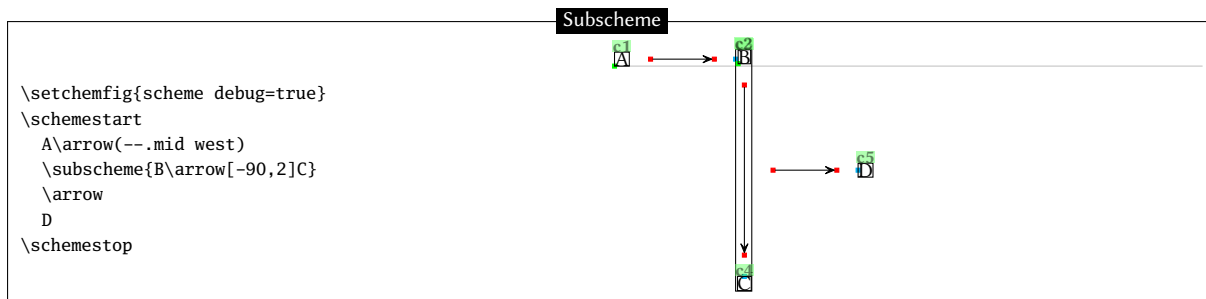 Subscheme
\setchemfig{scheme debug=true}
\schemestart
A\arrow(--.mid west)
\subscheme{B\arrow[-90,2]C}
\arrow
D
\schemestop
c1
A
c2
B
c5
D
c4
C